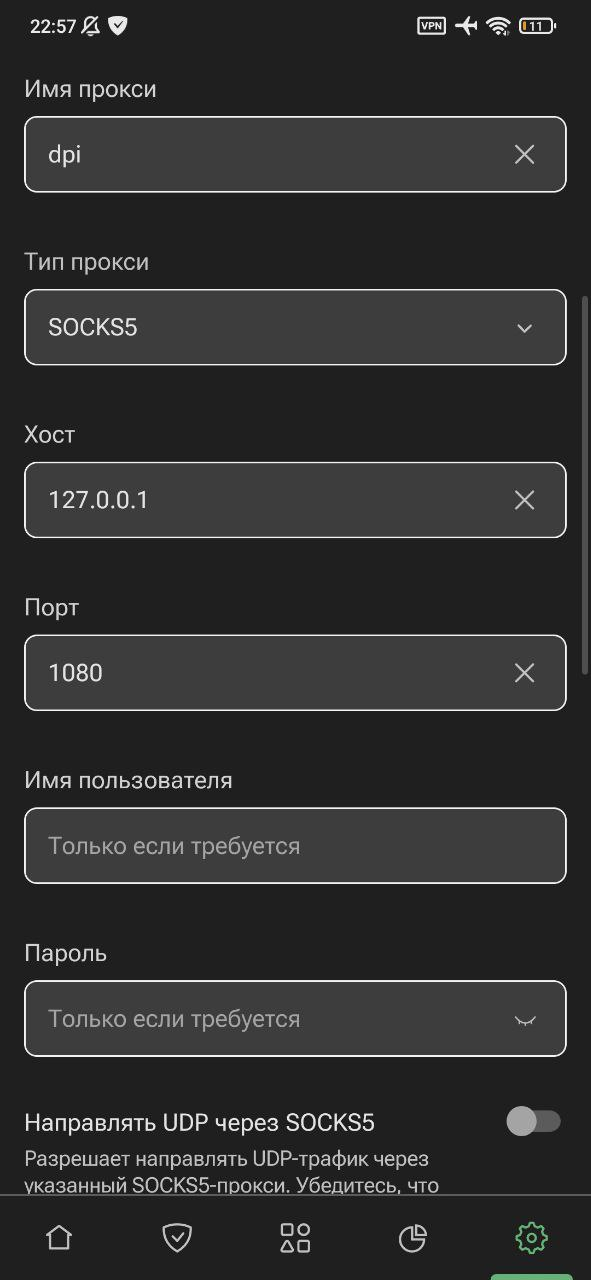 22:57
VPN
11
Имя прокси
dpi
Тип прокси
SOCKS5
Хост
127.0.0.1
Порт
1080
Имя пользователя
Только если требуется
Пароль
Только если требуется
Направлять UDP через SOCKS5
Разрешает направлять UDP-трафик через
указанный SOCKS5-прокси. Убедитесь, что